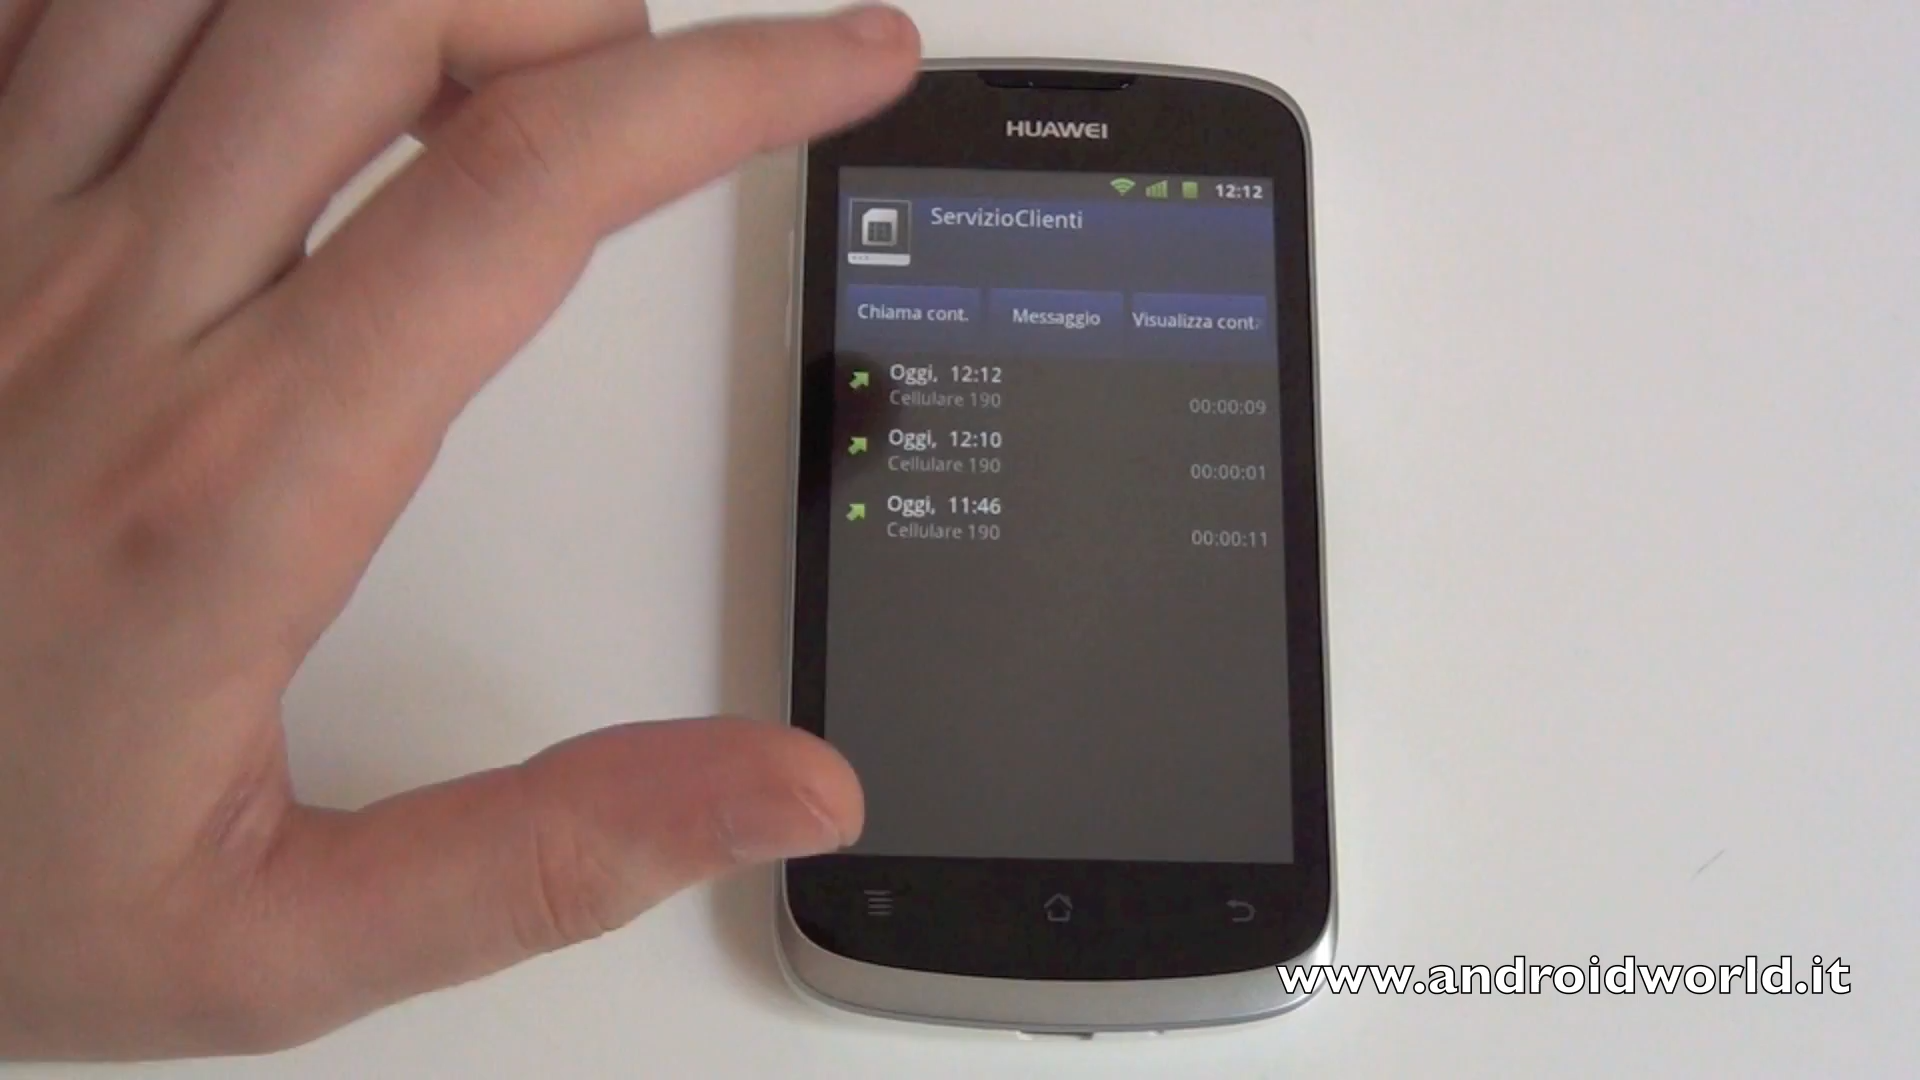 HUAWEI
12:12
ServizioClienti
Chiama cont.
Messaggio
Visualizza cont
Oggi, 12:12
Cellulare 190
00:00:09
Oggi, 12:10
Cellulare 190
00:00:01
Oggi, 11:46
Cellulare 190
00:00:11
www.androidworld.it